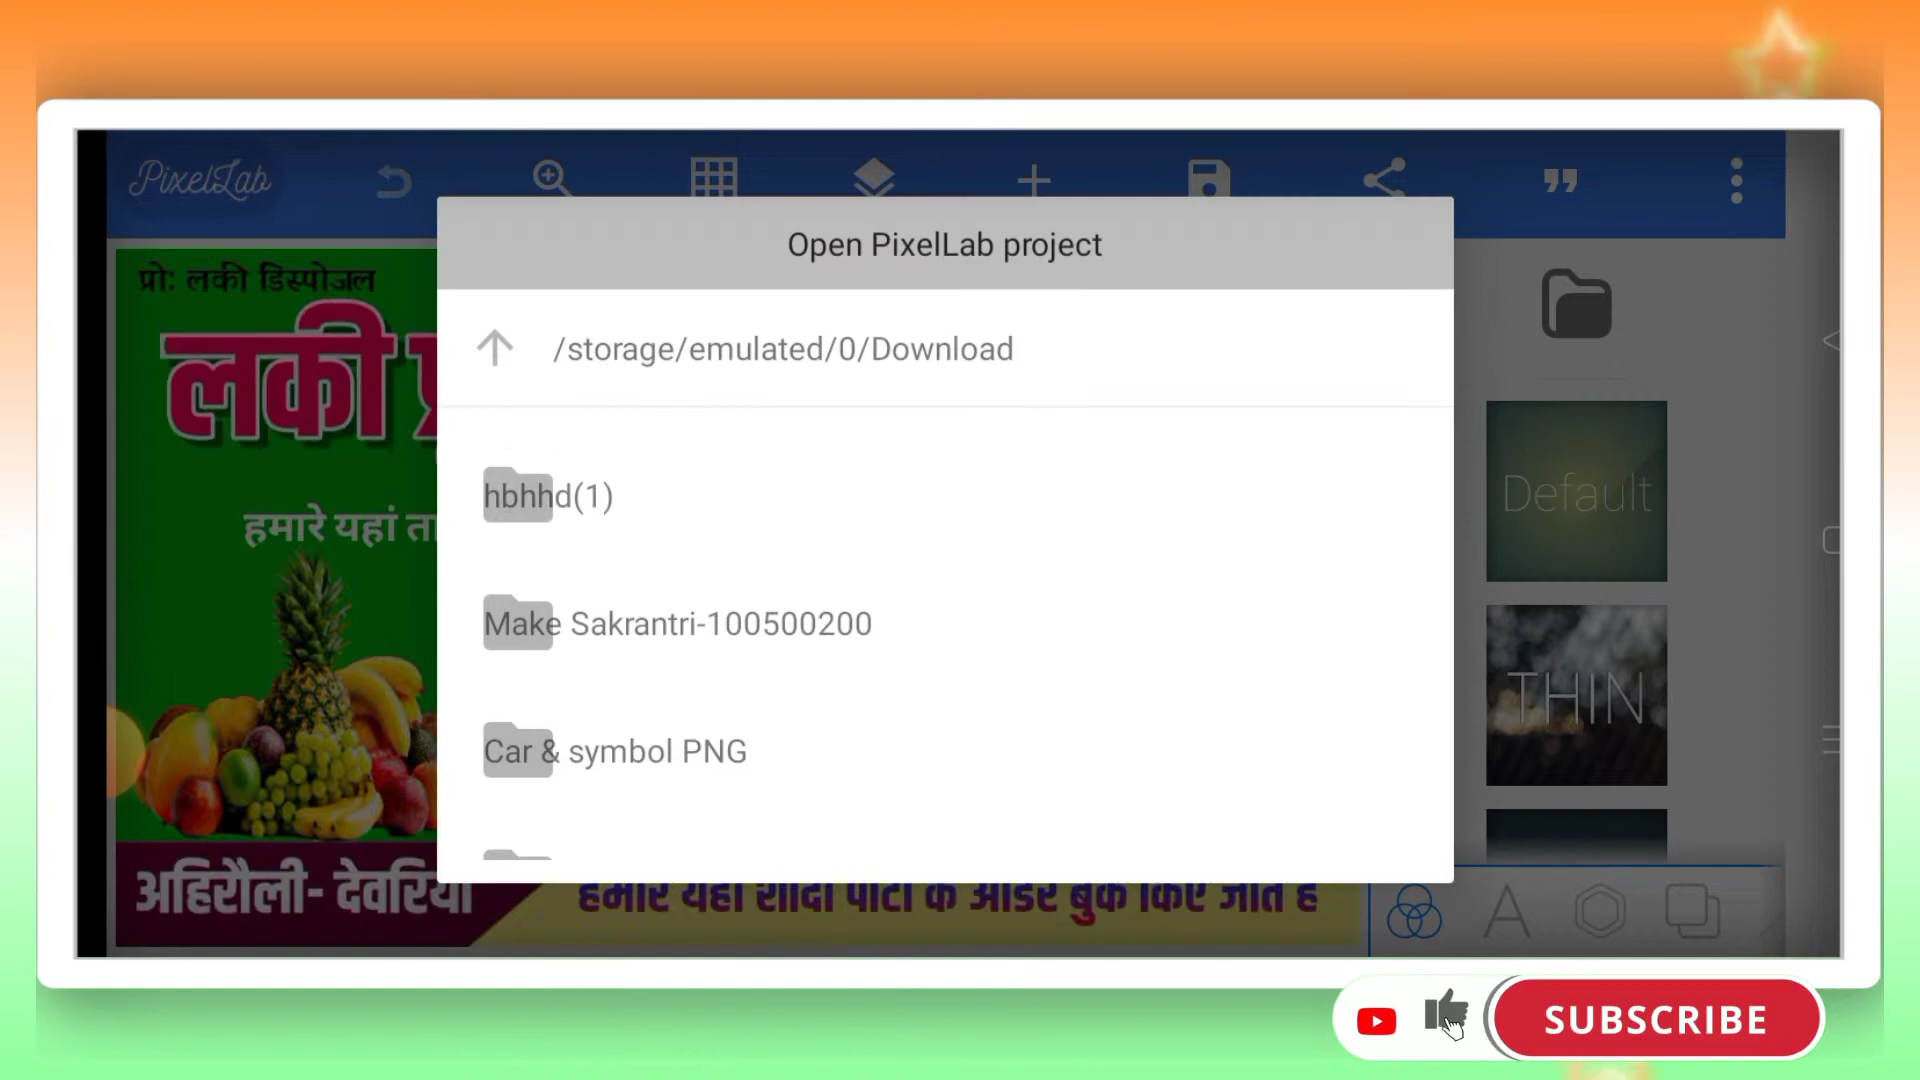 PixelLab
Open PixelLab project
/storage/emulated/0/Download
hbhhd(1)
Make Sakrantri-100500200
Car & symbol PNG
प्रो: लकी डिस्पोजल
लकी
हमारे यहां
अहिरौली- देवरिया
हमारे यहां शादी पार्टी के आर्डर बुक किए जाते है
Default
THIN
SUBSCRIBE